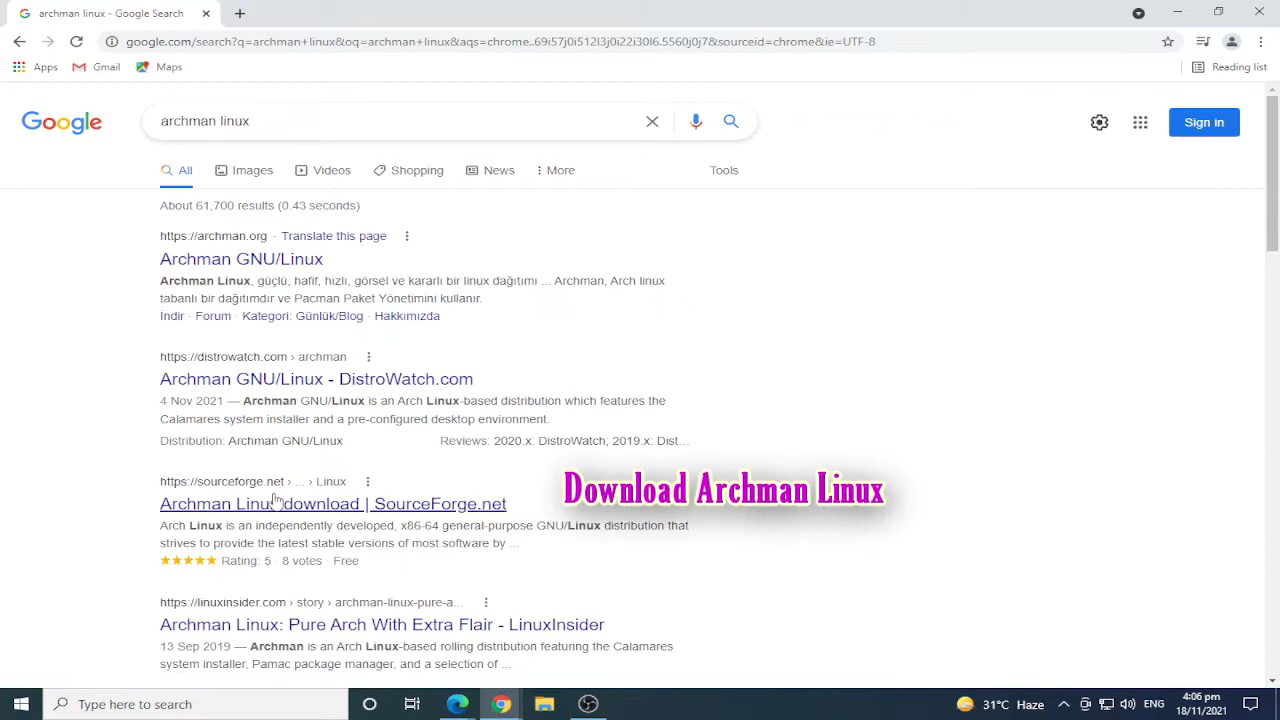 archman linux - Google Search
google.com/search?q=archman+linux&oq=archman+linux&aqs=chrome..69i57j0i512l3j0i22i30l6.5560j0j7&sourceid=chrome&ie=UTF-8
Apps Gmail Maps Reading list
Google archman linux Sign in
All Images Videos Shopping News More Tools
About 61,700 results (0.43 seconds)
https://archman.org · Translate this page
Archman GNU/Linux
Archman Linux, güçlü, hafif, hızlı, görsel ve kararlı bir linux dağıtımı ... Archman, Arch linux
tabanlı bir dağıtımdır ve Pacman Paket Yönetimini kullanır.
İndir · Forum · Kategori: Günlük/Blog · Hakkımızda
https://distrowatch.com › archman
Archman GNU/Linux - DistroWatch.com
4 Nov 2021 — Archman GNU/Linux is an Arch Linux-based distribution which features the
Calamares system installer and a pre-configured desktop environment.
Distribution: Archman GNU/Linux Reviews: 2020.x: DistroWatch; 2019.x: Dist...
https://sourceforge.net › ... › Linux
Archman Linux download | SourceForge.net
Download Archman Linux
Arch Linux is an independently developed, x86-64 general-purpose GNU/Linux distribution that
strives to provide the latest stable versions of most software by ...
Rating: 5 · 8 votes · Free
https://linuxinsider.com › story › archman-linux-pure-a...
Archman Linux: Pure Arch With Extra Flair - LinuxInsider
13 Sep 2019 — Archman is an Arch Linux-based rolling distribution featuring the Calamares
system installer, Pamac package manager, and a selection of ...
Type here to search 31°C Haze ENG 4:06 pm
18/11/2021